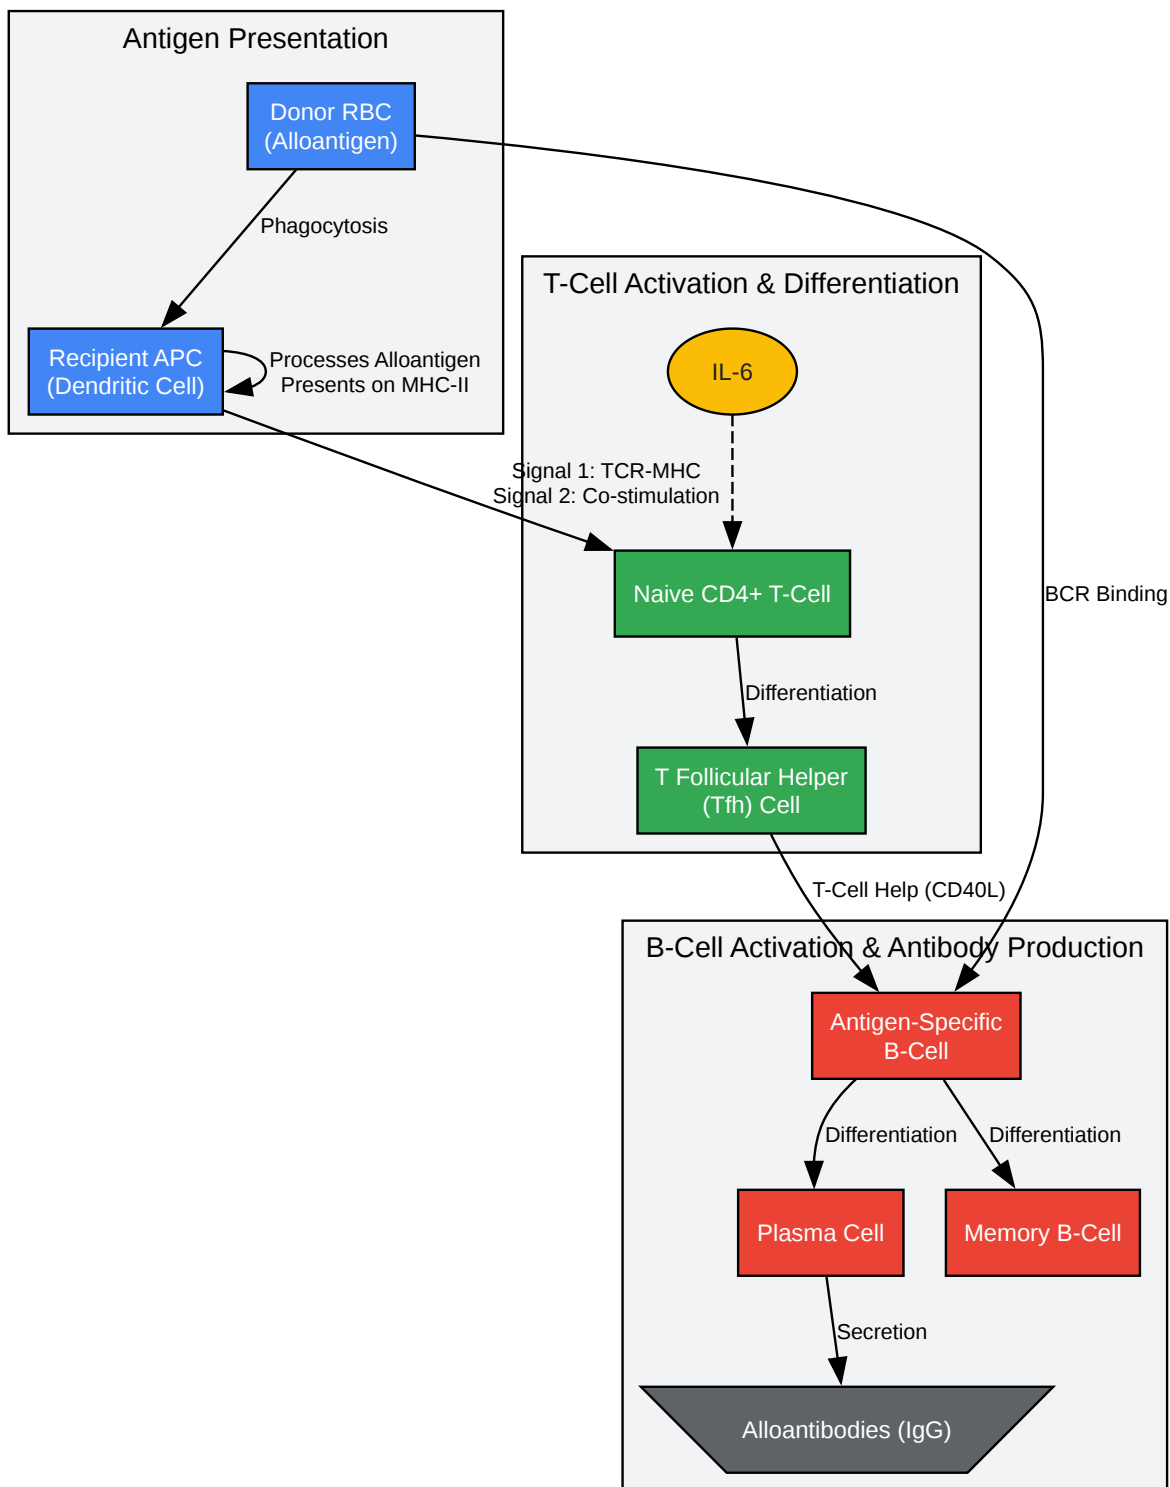 Antigen Presentation
Donor RBC
(Alloantigen)
Phagocytosis
Recipient APC
(Dendritic Cell)
Processes Alloantigen
Presents on MHC-II
T-Cell Activation & Differentiation
IL-6
Signal 1: TCR-MHC
Signal 2: Co-stimulation
Naive CD4+ T-Cell
BCR Binding
Differentiation
T Follicular Helper
(Tfh) Cell
T-Cell Help (CD40L)
B-Cell Activation & Antibody Production
Antigen-Specific
B-Cell
Differentiation
Differentiation
Plasma Cell
Memory B-Cell
Secretion
Alloantibodies (IgG)